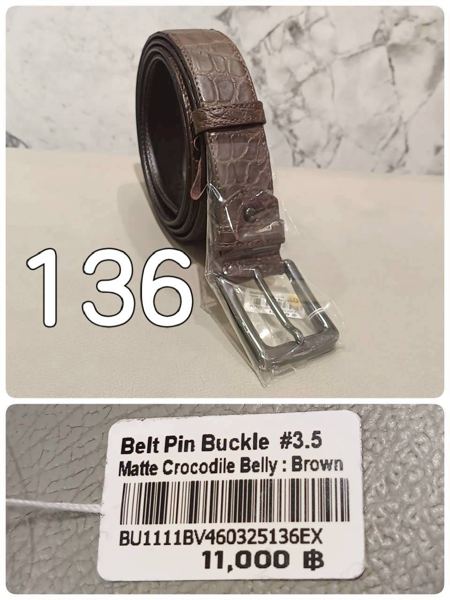 136
Belt Pin Buckle #3.5
Matte Crocodile Belly : Brown
BU1111BV460325136EX
11,000 ฿